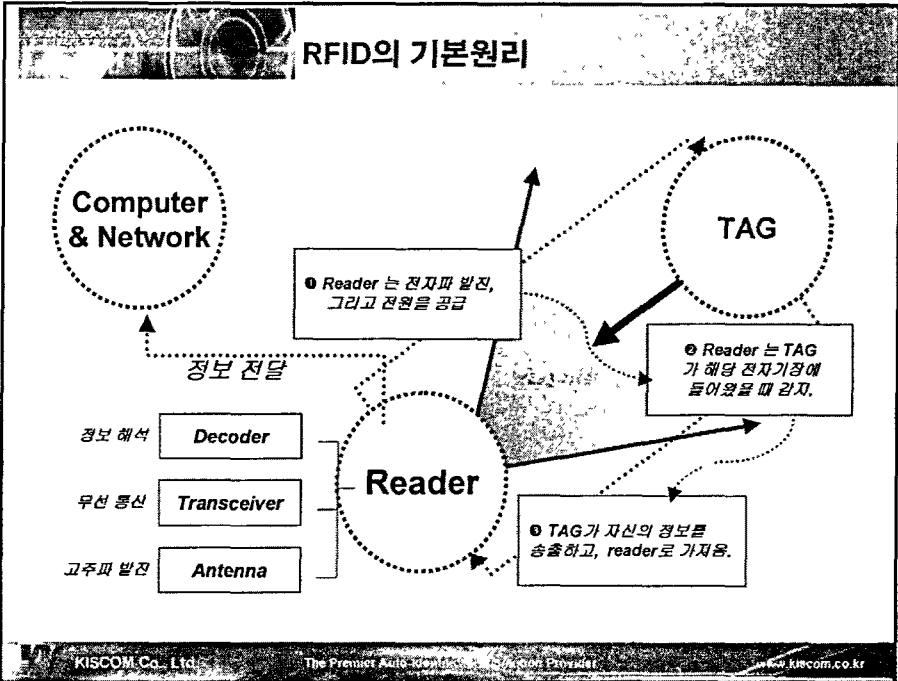 RFID의 기본원리
Computer
& Network
TAG
❶ Reader 는 전자파 발진,
그리고 전원을 공급
❷ Reader 는 TAG
가 해당 전자기장에
들어왔을 때 감지.
정보 전달
정보 해석
Decoder
무선 통신
Transceiver
고주파 발진
Antenna
Reader
❸ TAG가 자신의 정보를
송출하고, reader로 가져옴.
KISCOM Co., Ltd
The Premier Auto-Identification Solution Provider
www.kiscom.co.kr